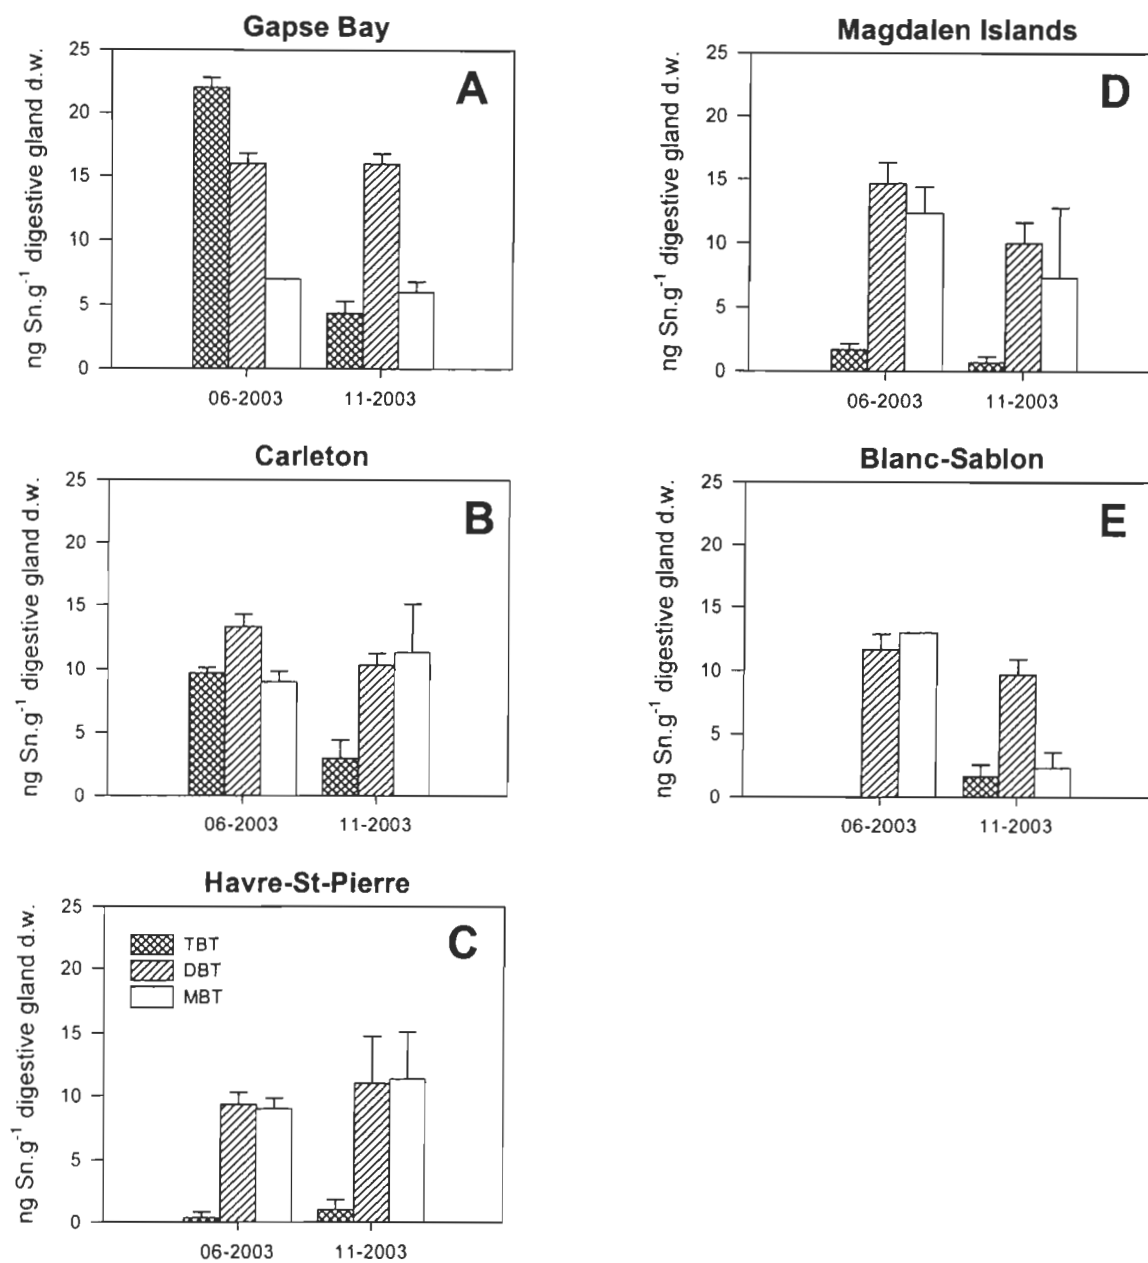 Gapse Bay
A
ng Sn.g⁻¹ digestive gland d.w.
25
20
15
10
5
0
06-2003 11-2003
Magdalen Islands
D
ng Sn.g⁻¹ digestive gland d.w.
25
20
15
10
5
0
06-2003 11-2003
Carleton
B
ng Sn.g⁻¹ digestive gland d.w.
25
20
15
10
5
0
06-2003 11-2003
Blanc-Sablon
E
ng Sn.g⁻¹ digestive gland d.w.
25
20
15
10
5
0
06-2003 11-2003
Havre-St-Pierre
C
ng Sn.g⁻¹ digestive gland d.w.
25
20
15
10
5
0
TBT
DBT
MBT
06-2003 11-2003